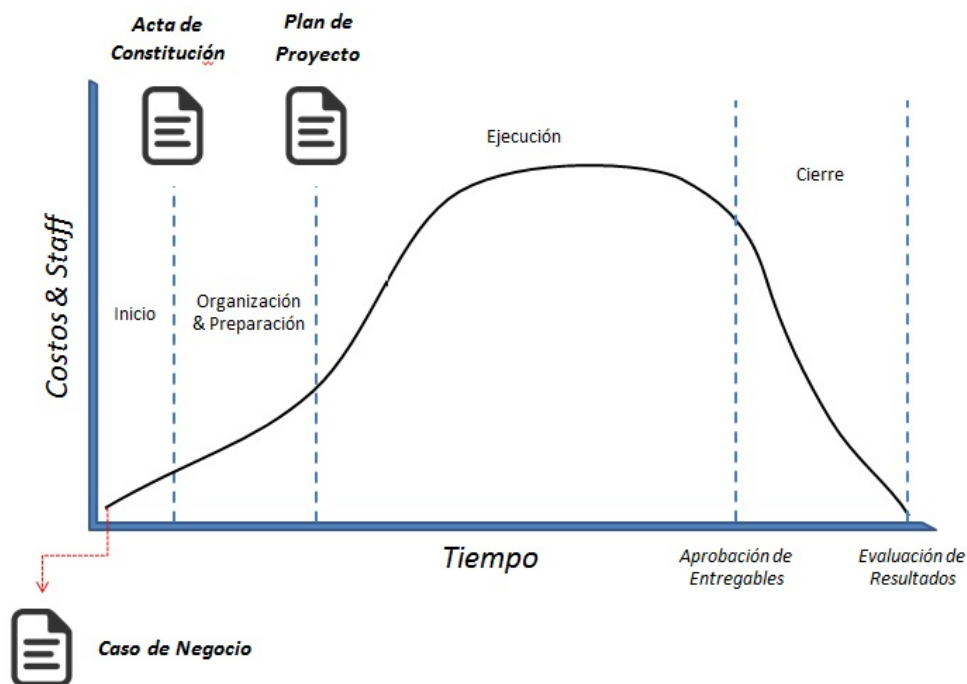 Acta de
Constitución
Plan de
Proyecto
Ejecución
Cierre
Costos & Staff
Inicio
Organización
& Preparación
Tiempo
Aprobación de
Entregables
Evaluación de
Resultados
Caso de Negocio